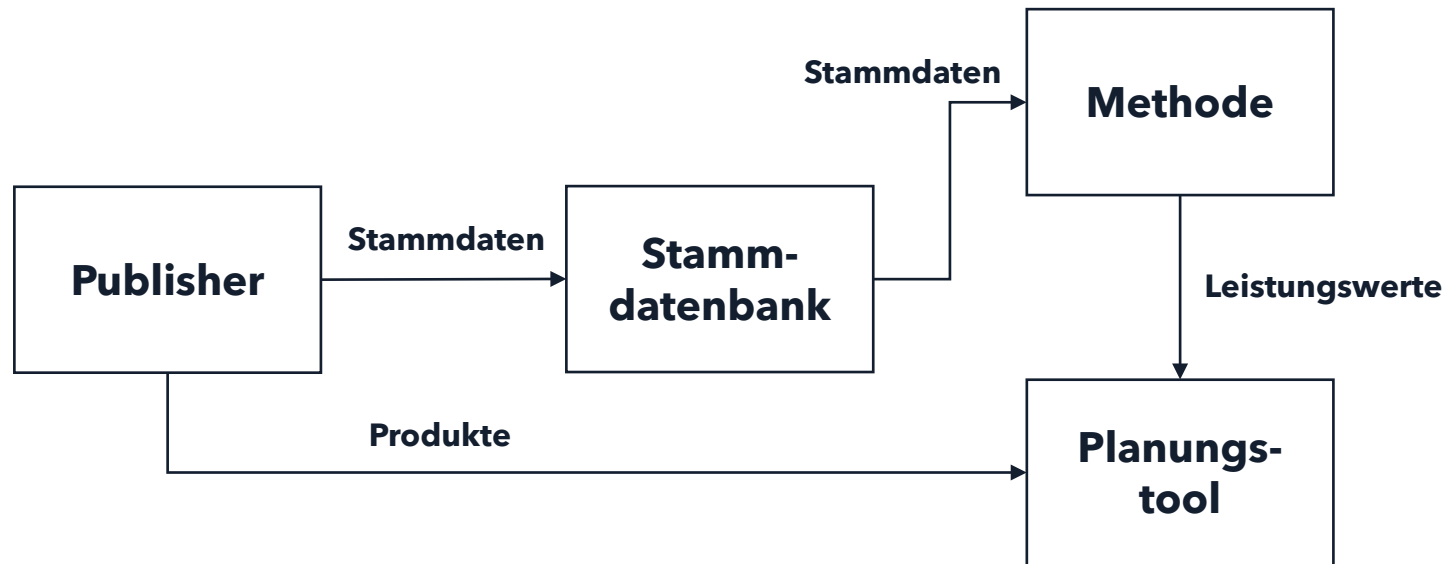 Stammdaten
Methode
Publisher
Stammdaten
Stamm-
datenbank
Leistungswerte
Produkte
Planungs-
tool